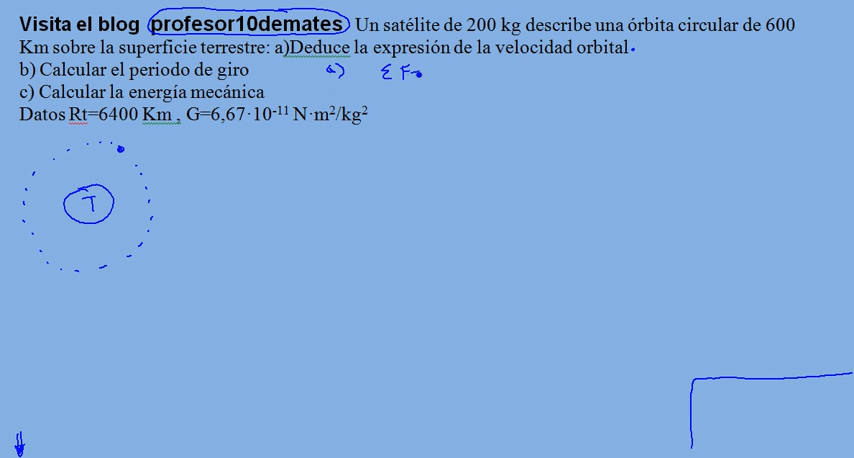 Visita el blog profesor10demates Un satélite de 200 kg describe una órbita circular de 600
Km sobre la superficie terrestre: a)Deduce la expresión de la velocidad orbital.
b) Calcular el periodo de giro
a) Σ F
c) Calcular la energía mecánica
Datos Rt=6400 Km , G=6,67·10⁻¹¹ N·m²/kg²
T